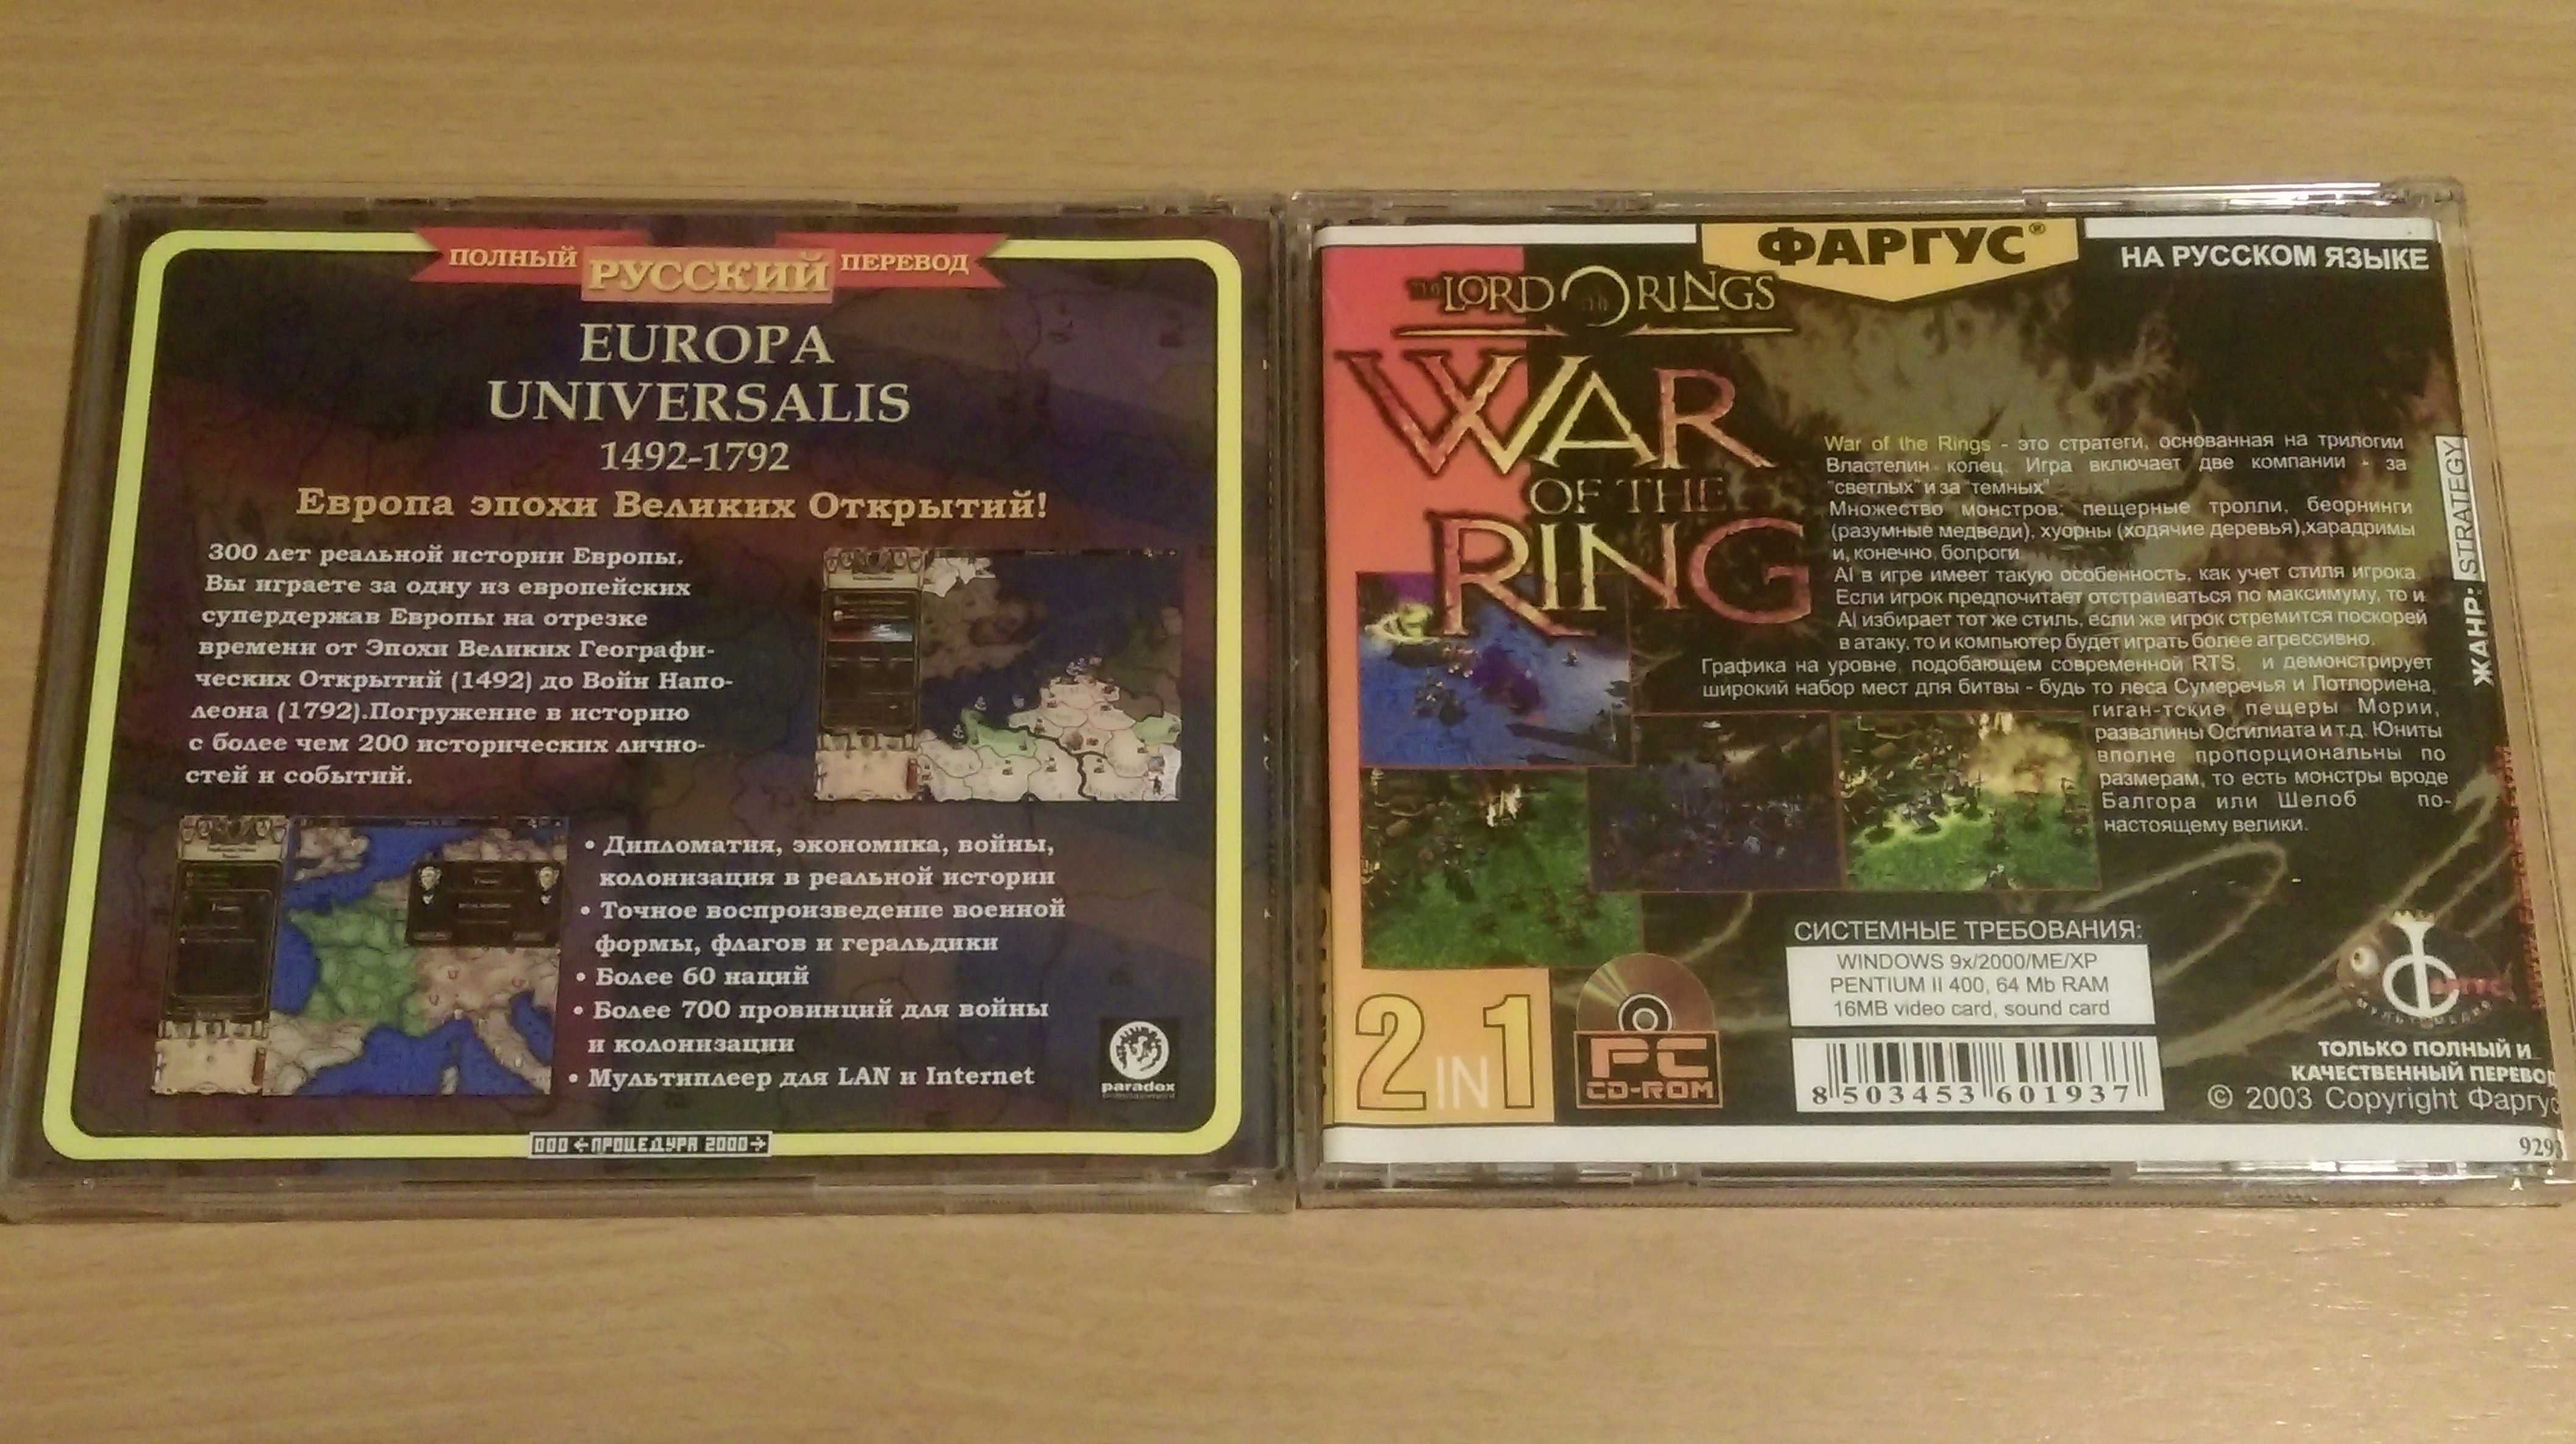 ПОЛНЫЙ РУССКИЙ ПЕРЕВОД
EUROPA
UNIVERSALIS
1492-1792
Европа эпохи Великих Открытий!
300 лет реальной истории Европы.
Вы играете за одну из европейских
супердержав Европы на отрезке
времени от Эпохи Великих Географи-
ческих Открытий (1492) до Войн Напо-
леона (1792).Погружение в историю
с более чем 200 исторических лично-
стей и событий.
• Дипломатия, экономика, войны,
колонизация в реальной истории
• Точное воспроизведение военной
формы, флагов и геральдики
• Более 60 наций
• Более 700 провинций для войны
и колонизации
• Мультиплеер для LAN и Internet
paradox
ООО ПРОЦЕДУРА 2000
ФАРГУС®
НА РУССКОМ ЯЗЫКЕ
LORD RINGS
WAR
OF THE
RING
War of the Rings - это стратеги, основанная на трилогии
Властелин колец. Игра включает две компании - за
"светлых" и за "темных"
Множество монстров: пещерные тролли, беорнинги
(разумные медведи), хуорны (ходячие деревья),харадримы
и, конечно, болроги.
AI в игре имеет такую особенность, как учет стиля игрока.
Если игрок предпочитает отстраиваться по максимуму, то и
AI избирает тот же стиль, если же игрок стремится поскорей
в атаку, то и компьютер будет играть более агрессивно.
Графика на уровне, подобающем современной RTS, и демонстрирует
широкий набор мест для битвы - будь то леса Сумеречья и Лотлориена,
гиган-тские пещеры Мории,
развалины Осгилиата и т.д. Юниты
вполне пропорциональны по
размерам, то есть монстры вроде
Балгора или Шелоб по-
настоящему велики.
ЖАНР: STRATEGY
СИСТЕМНЫЕ ТРЕБОВАНИЯ:
WINDOWS 9x/2000/ME/XP
PENTIUM II 400, 64 Mb RAM
16MB video card, sound card
2 IN 1
PC
CD-ROM
8 503453 601937
МУЛЬТИМЕДИА
ТОЛЬКО ПОЛНЫЙ И
КАЧЕСТВЕННЫЙ ПЕРЕВОД
© 2003 Copyright Фаргус
929